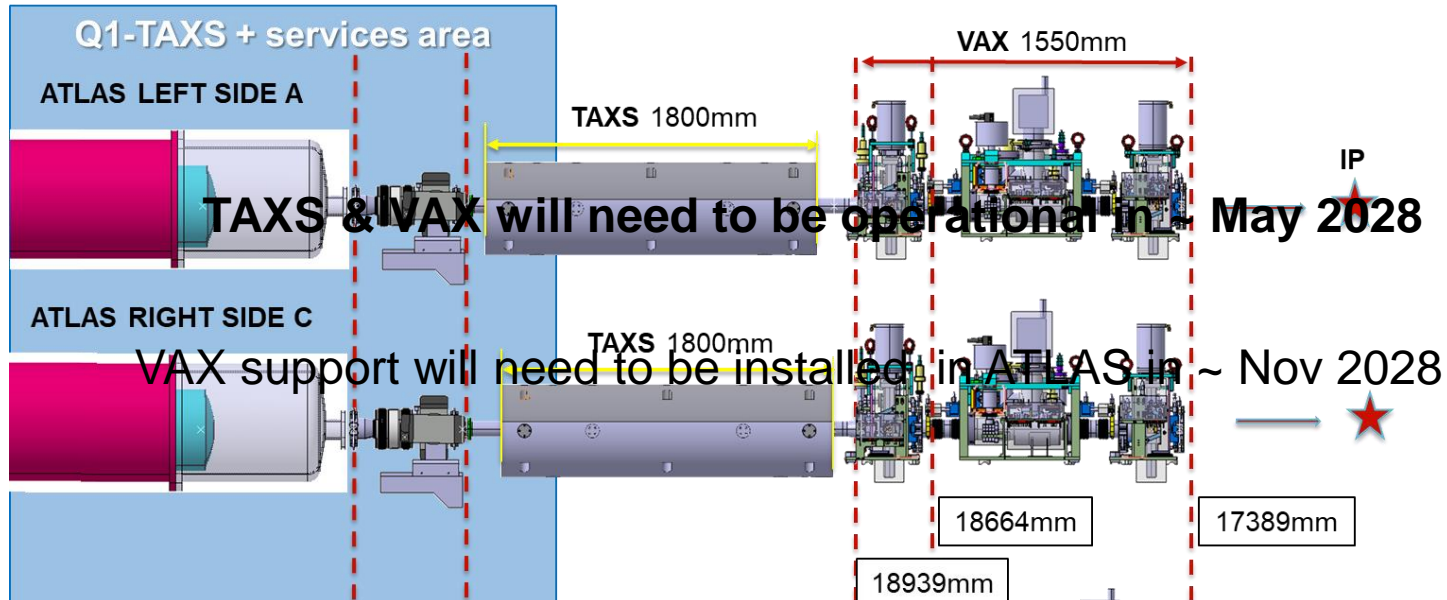 Q1-TAXS + services area
VAX 1550mm
ATLAS LEFT SIDE A
TAXS 1800mm
IP
TAXS & VAX will need to be operational in ~ May 2028
ATLAS RIGHT SIDE C
TAXS 1800mm
VAX support will need to be installed in ATLAS in ~ Nov 2028
18664mm
17389mm
18939mm